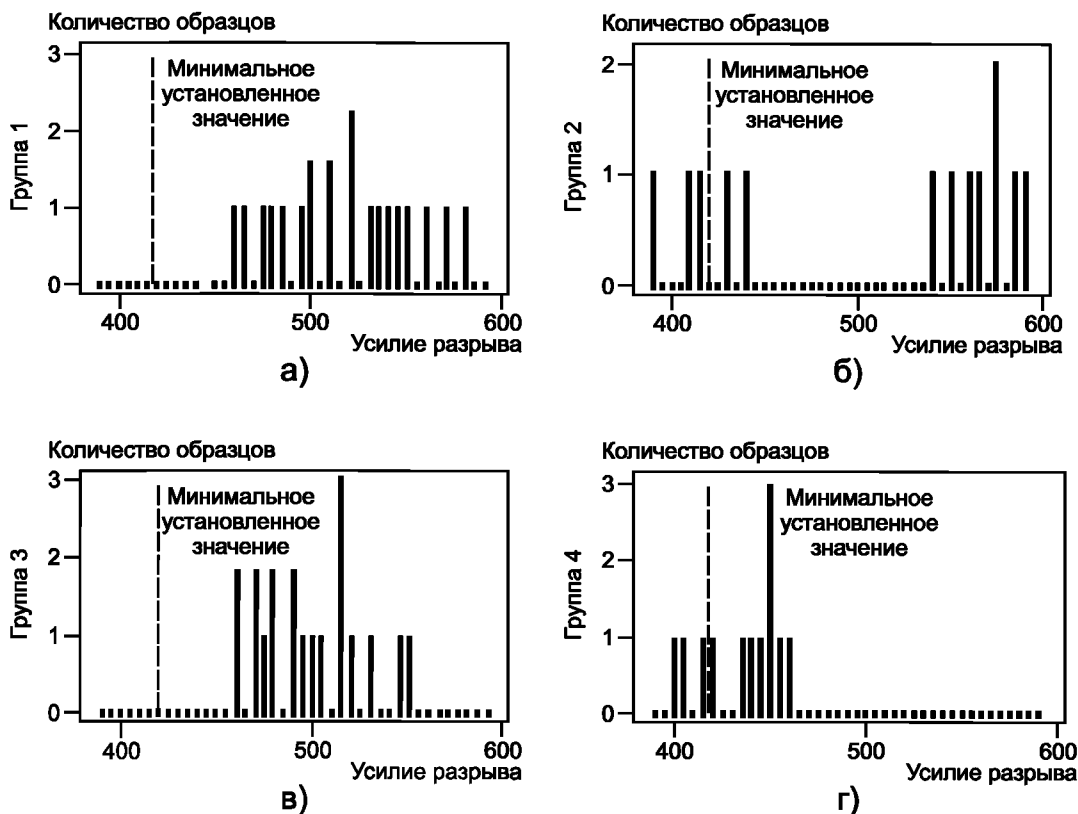 Количество образцов
Группа 1
3
2
1
0
Минимальное
установленное
значение
400
500
600
Усилие разрыва
а)
Количество образцов
Группа 2
2
1
0
Минимальное
установленное
значение
400
500
600
Усилие разрыва
б)
Количество образцов
Группа 3
3
2
1
0
Минимальное
установленное
значение
400
500
600
Усилие разрыва
в)
Количество образцов
Группа 4
3
2
1
0
Минимальное
установленное
значение
400
500
600
Усилие разрыва
г)